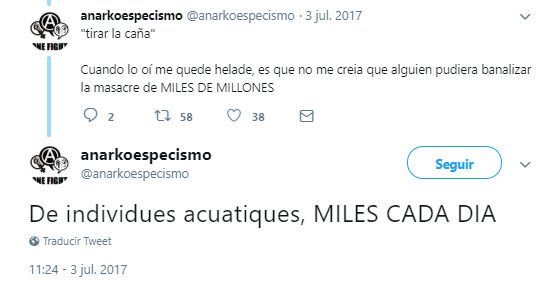 anarkoespecismo @anarkoespecismo · 3 jul. 2017
"tirar la caña"
Cuando lo oí me quede helade, es que no me creia que alguien pudiera banalizar
la masacre de MILES DE MILLONES
2 58 38
anarkoespecismo
@anarkoespecismo
Seguir
De individues acuatiques, MILES CADA DIA
Traducir Tweet
11:24 - 3 jul. 2017